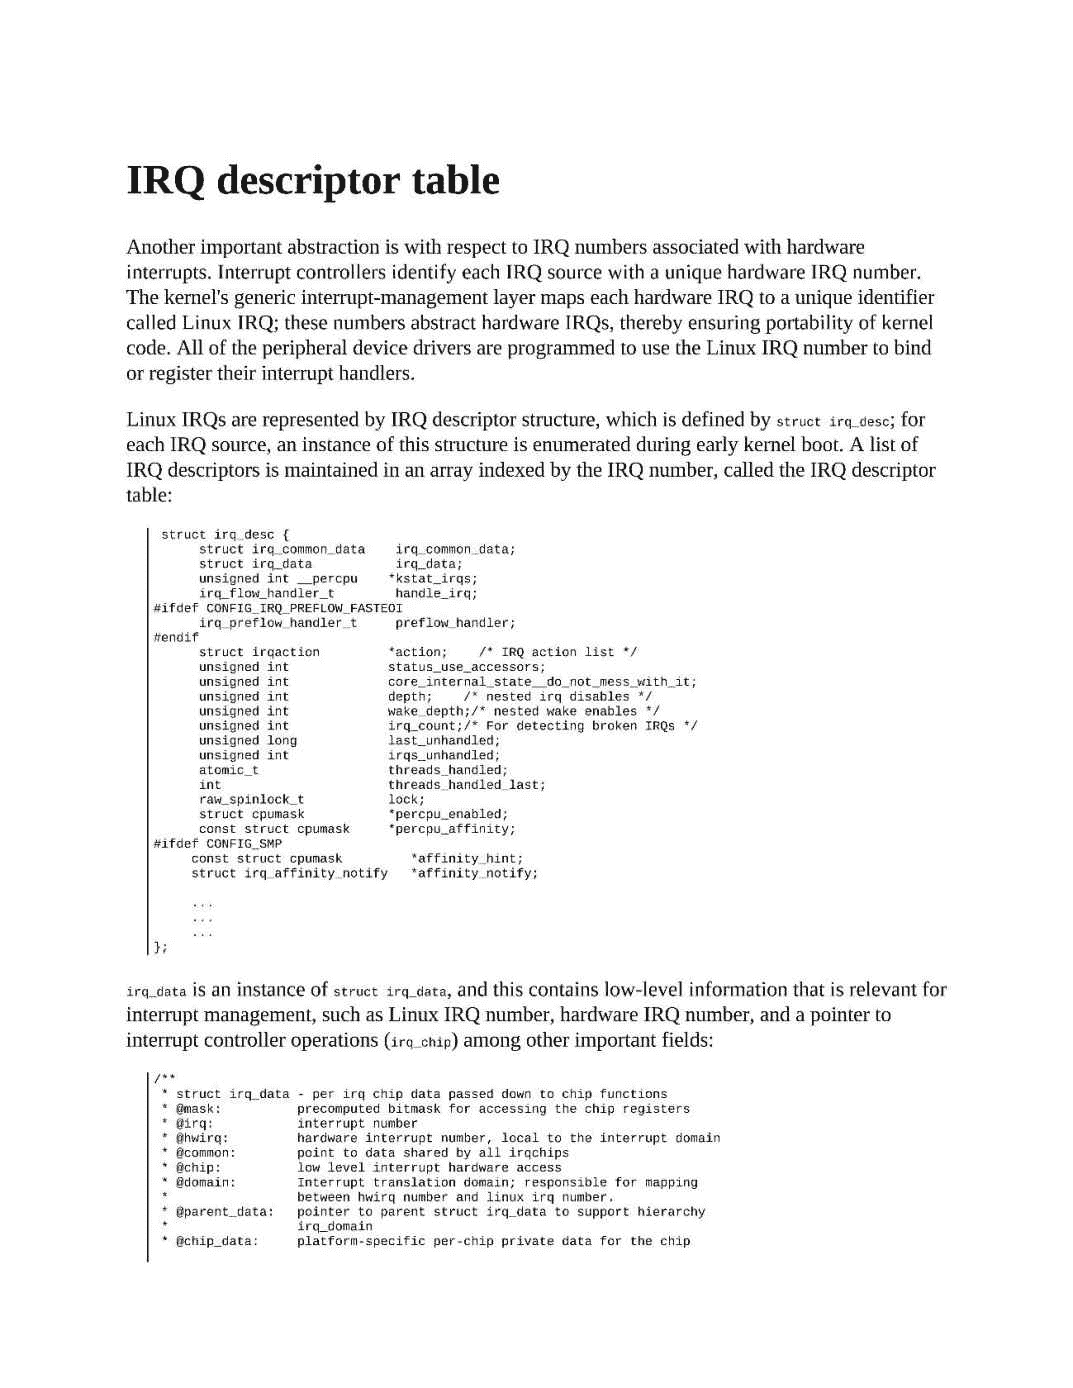 IRQ descriptor table
Another important abstraction is with respect to IRQ numbers associated with hardware
interrupts. Interrupt controllers identify each IRQ source with a unique hardware IRQ number.
The kernel's generic interrupt-management layer maps each hardware IRQ to a unique identifier
called Linux IRQ; these numbers abstract hardware IRQs, thereby ensuring portability of kernel
code. All of the peripheral device drivers are programmed to use the Linux IRQ number to bind
or register their interrupt handlers.
Linux IRQs are represented by IRQ descriptor structure, which is defined by struct irq_desc; for
each IRQ source, an instance of this structure is enumerated during early kernel boot. A list of
IRQ descriptors is maintained in an array indexed by the IRQ number, called the IRQ descriptor
table:
struct irq_desc {
struct irq_common_data    irq_common_data;
struct irq_data           irq_data;
unsigned int __percpu    *kstat_irqs;
irq_flow_handler_t        handle_irq;
#ifdef CONFIG_IRQ_PREFLOW_FASTEOI
irq_preflow_handler_t     preflow_handler;
#endif
struct irqaction         *action;    /* IRQ action list */
unsigned int             status_use_accessors;
unsigned int             core_internal_state__do_not_mess_with_it;
unsigned int             depth;    /* nested irq disables */
unsigned int             wake_depth;/* nested wake enables */
unsigned int             irq_count;/* For detecting broken IRQs */
unsigned long            last_unhandled;
unsigned int             irqs_unhandled;
atomic_t                 threads_handled;
int                      threads_handled_last;
raw_spinlock_t           lock;
struct cpumask           *percpu_enabled;
const struct cpumask     *percpu_affinity;
#ifdef CONFIG_SMP
const struct cpumask         *affinity_hint;
struct irq_affinity_notify   *affinity_notify;
...
...
...
};
irq_data is an instance of struct irq_data, and this contains low-level information that is relevant for
interrupt management, such as Linux IRQ number, hardware IRQ number, and a pointer to
interrupt controller operations (irq_chip) among other important fields:
/**
* struct irq_data - per irq chip data passed down to chip functions
* @mask:          precomputed bitmask for accessing the chip registers
* @irq:           interrupt number
* @hwirq:         hardware interrupt number, local to the interrupt domain
* @common:        point to data shared by all irqchips
* @chip:          low level interrupt hardware access
* @domain:        Interrupt translation domain; responsible for mapping
*                 between hwirq number and linux irq number.
* @parent_data:   pointer to parent struct irq_data to support hierarchy
*                 irq_domain
* @chip_data:     platform-specific per-chip private data for the chip